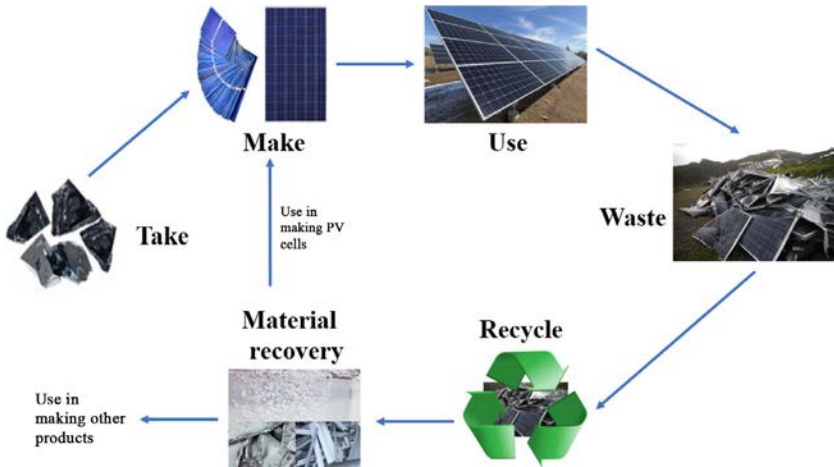 Make
Use
Take
Use in
making PV
cells
Waste
Material
recovery
Recycle
Use in
making other
products